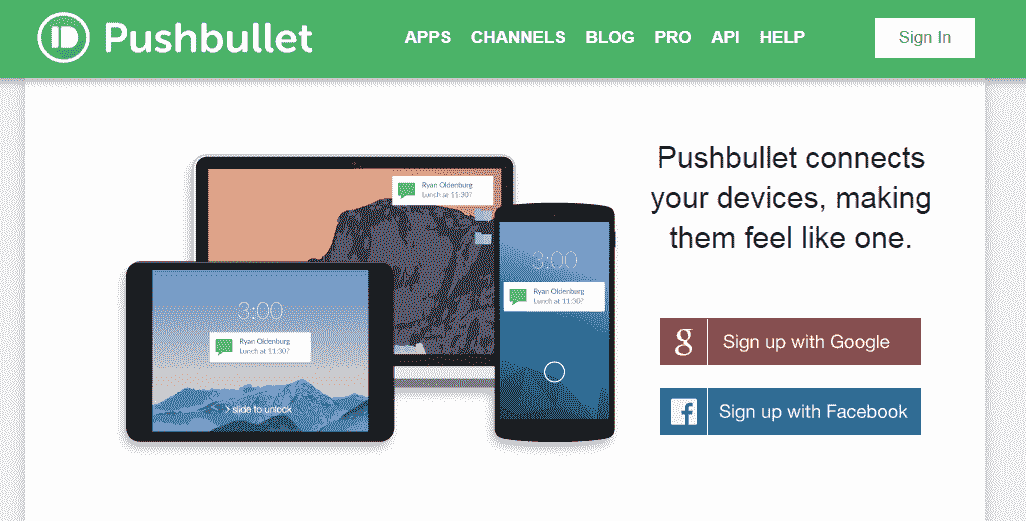 Pushbullet
APPS CHANNELS BLOG PRO API HELP
Sign In
Ryan Oldenburg
Lunch at 11:30?
3:00
Ryan Oldenburg
Lunch at 11:30?
slide to unlock
3:00
Ryan Oldenburg
Lunch at 11:30?
Pushbullet connects
your devices, making
them feel like one.
g Sign up with Google
f Sign up with Facebook